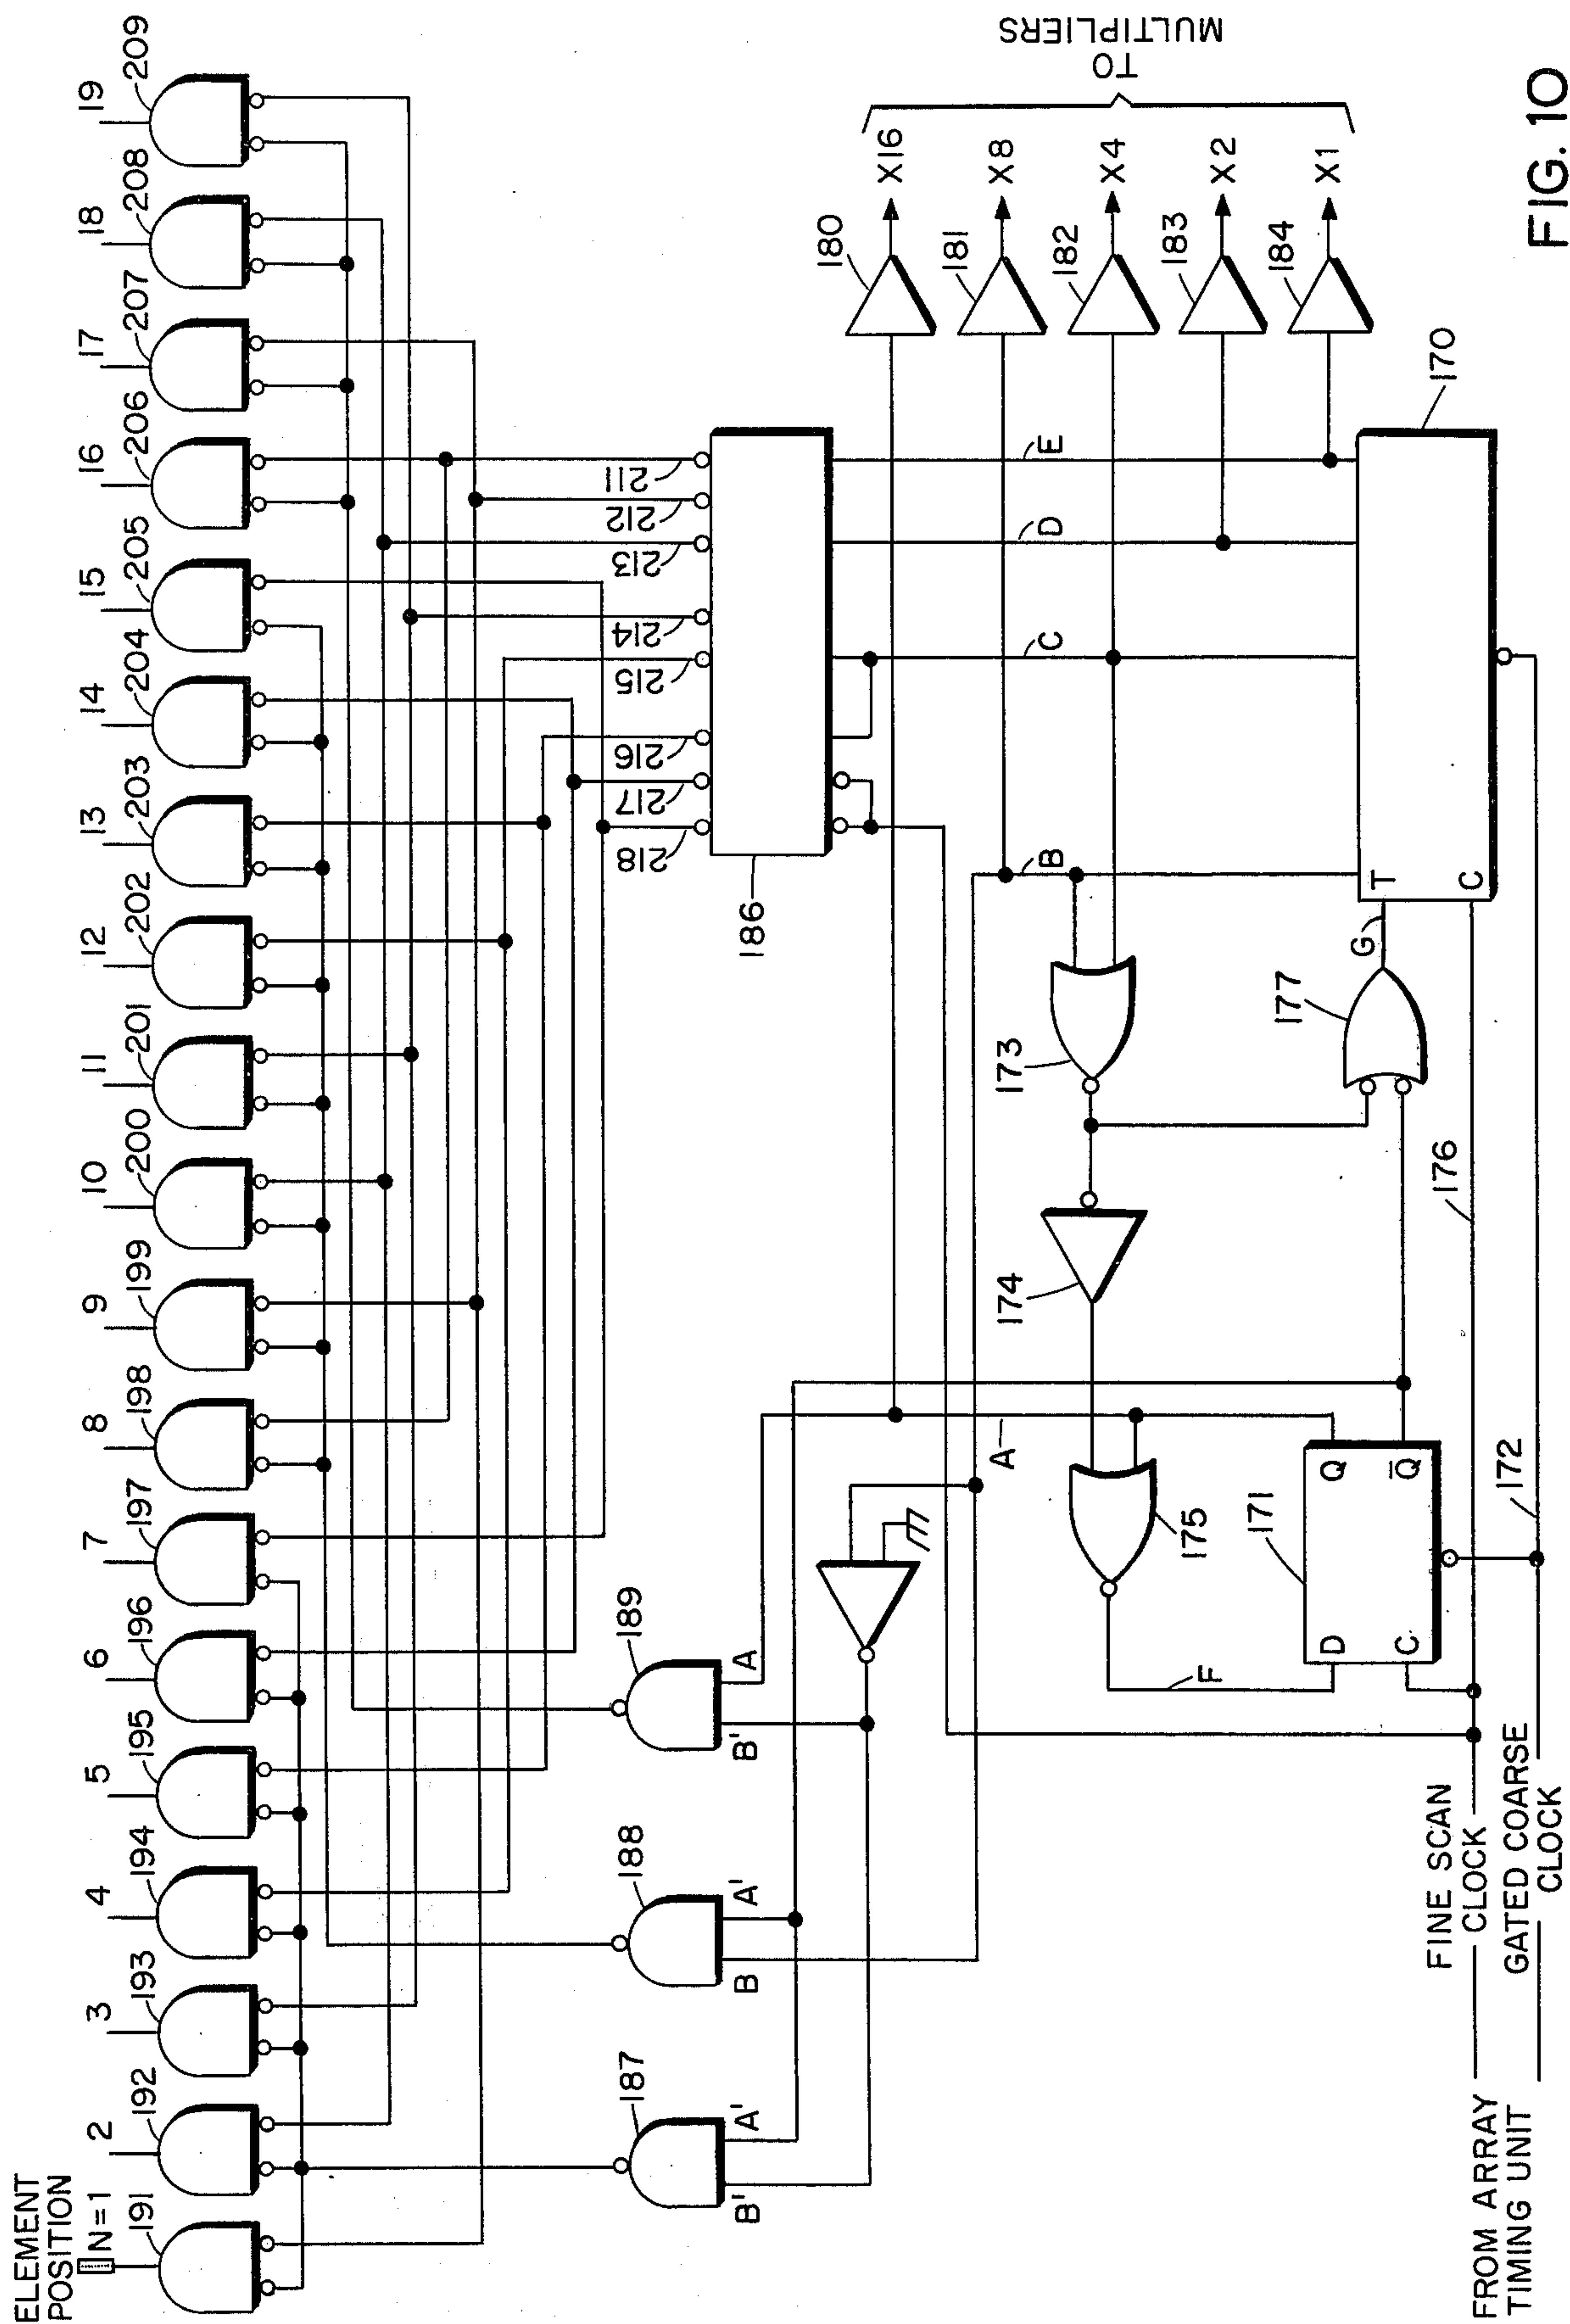 ELEMENT
POSITION
N=1 2 3 4 5 6 7 8 9 10 11 12 13 14 15 16 17 18 19
191 192 193 194 195 196 197 198 199 200 201 202 203 204 205 206 207 208 209
218 217 216 215 214 213 212 211
186
187 188 189
B' A' B A' B' A
B C D E
180 X16
181 X8
182 X4
183 X2
184 X1
TO
MULTIPLIERS
173
174
175
A
F
171
D Q
C Q̅
177
G
T
C
170
176
172
FROM ARRAY
TIMING UNIT
FINE SCAN
CLOCK
GATED COARSE
CLOCK
FIG. 10